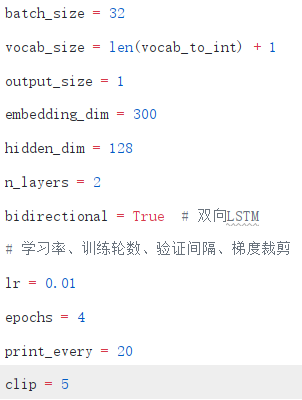 batch_size = 32
vocab_size = len(vocab_to_int) + 1
output_size = 1
embedding_dim = 300
hidden_dim = 128
n_layers = 2
bidirectional = True  # 双向LSTM
# 学习率、训练轮数、验证间隔、梯度裁剪
lr = 0.01
epochs = 4
print_every = 20
clip = 5